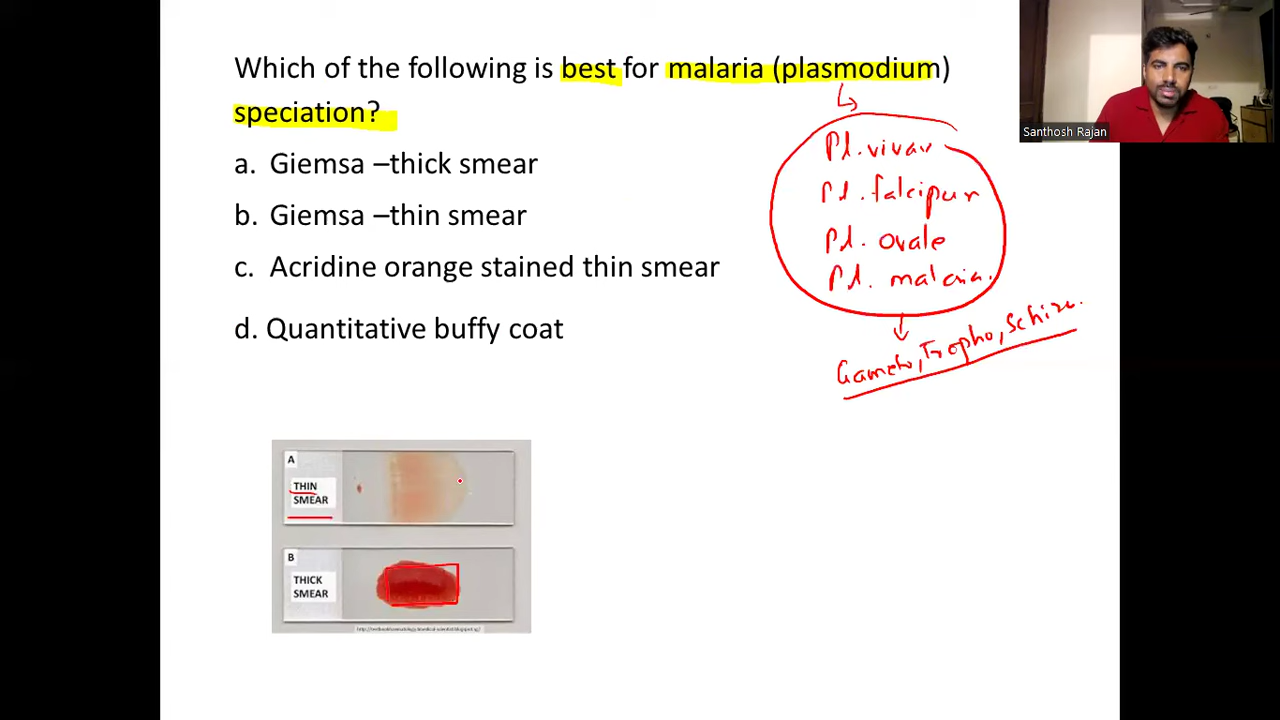 Which of the following is best for malaria (plasmodium)
speciation?
a. Giemsa –thick smear
b. Giemsa –thin smear
c. Acridine orange stained thin smear
d. Quantitative buffy coat
Pl. vivax
Pl. falcipur
Pl. ovale
Pl. malaria.
Gameto, Tropho, Schizo.
Santhosh Rajan
A
THIN
SMEAR
B
THICK
SMEAR